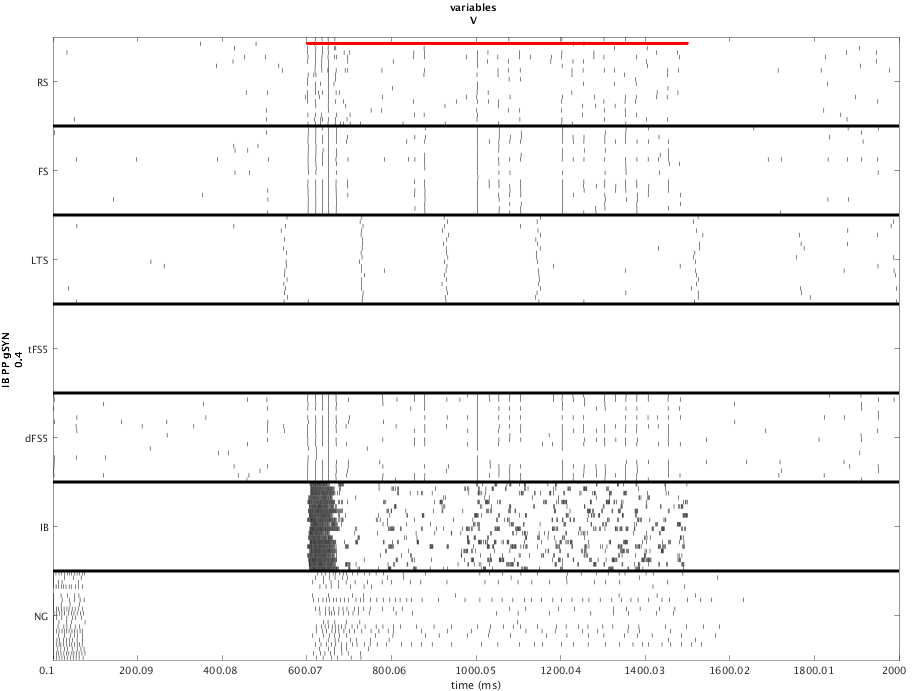 variables
V
RS
FS
LTS
tFS5
dFS5
IB
NG
IB PP gSYN
0.4
0.1 200.09 400.08 600.07 800.06 1000.05 1200.04 1400.03 1600.02 1800.01 2000
time (ms)